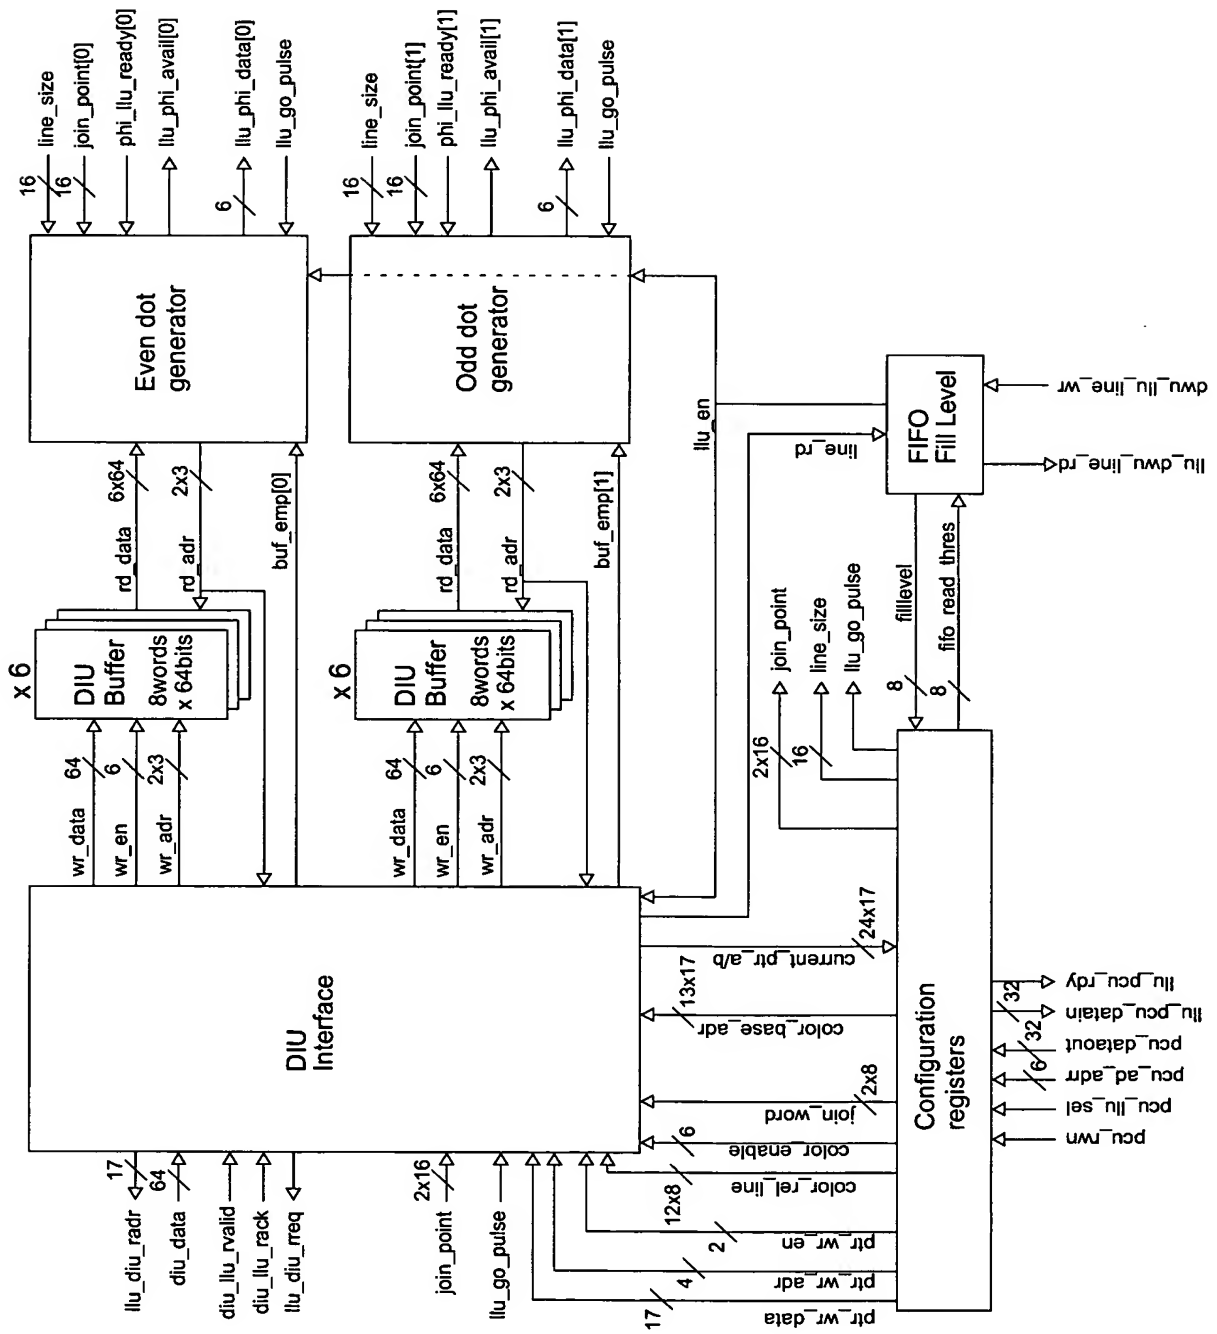 line_size
16
join_point[0]
16
phi_llu_ready[0]
llu_phi_avail[0]
llu_phi_data[0]
6
llu_go_pulse
line_size
16
join_point[1]
16
phi_llu_ready[1]
llu_phi_avail[1]
llu_phi_data[1]
6
llu_go_pulse
Even dot
generator
Odd dot
generator
rd_data
6x64
rd_adr
2x3
buf_emp[0]
rd_data
6x64
rd_adr
2x3
buf_emp[1]
llu_en
line_rd
x 6
DIU
Buffer
8words
x 64bits
x 6
DIU
Buffer
8words
x 64bits
wr_data
64
wr_en
6
wr_adr
2x3
wr_data
64
wr_en
6
wr_adr
2x3
FIFO
Fill Level
dwu_llu_line_wr
llu_dwu_line_rd
filllevel
8
fifo_read_thres
8
join_point
2x16
line_size
16
llu_go_pulse
DIU
Interface
llu_diu_radr
17
diu_data
64
diu_llu_rvalid
diu_llu_rack
llu_diu_rreq
join_point
2x16
llu_go_pulse
current_ptr_a/b
24x17
color_base_adr
13x17
join_word
2x8
color_enable
6
color_rel_line
12x8
ptr_wr_en
2
ptr_wr_adr
4
ptr_wr_data
17
Configuration
registers
llu_pcu_rdy
llu_pcu_datain
32
pcu_dataout
32
pcu_ad_adrr
6
pcu_llu_sel
pcu_rwn